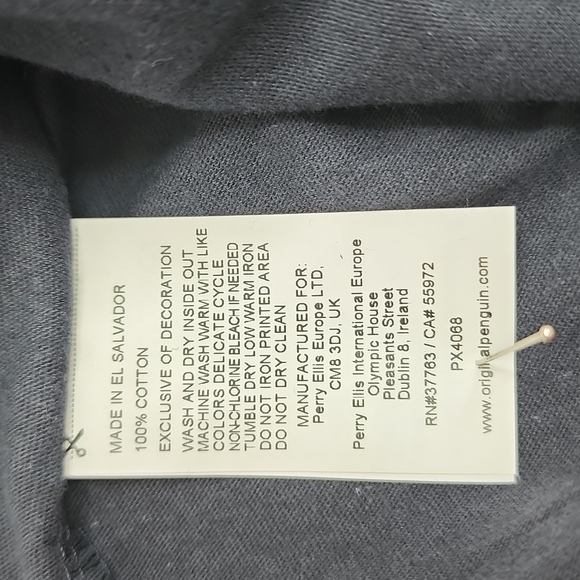 MADE IN EL SALVADOR
100% COTTON
EXCLUSIVE OF DECORATION
WASH AND DRY INSIDE OUT
MACHINE WASH WARM WITH LIKE
COLORS DELICATE CYCLE
NON-CHLORINE BLEACH IF NEEDED
TUMBLE DRY LOW WARM IRON
DO NOT IRON PRINTED AREA
DO NOT DRY CLEAN
MANUFACTURED FOR:
Perry Ellis Europe LTD,
CM8 3DJ, UK
Perry Ellis International Europe
Olympic House
Pleasants Street
Dublin 8, Ireland
RN#37763 / CA# 55972
PX4068
www.originalpenguin.com